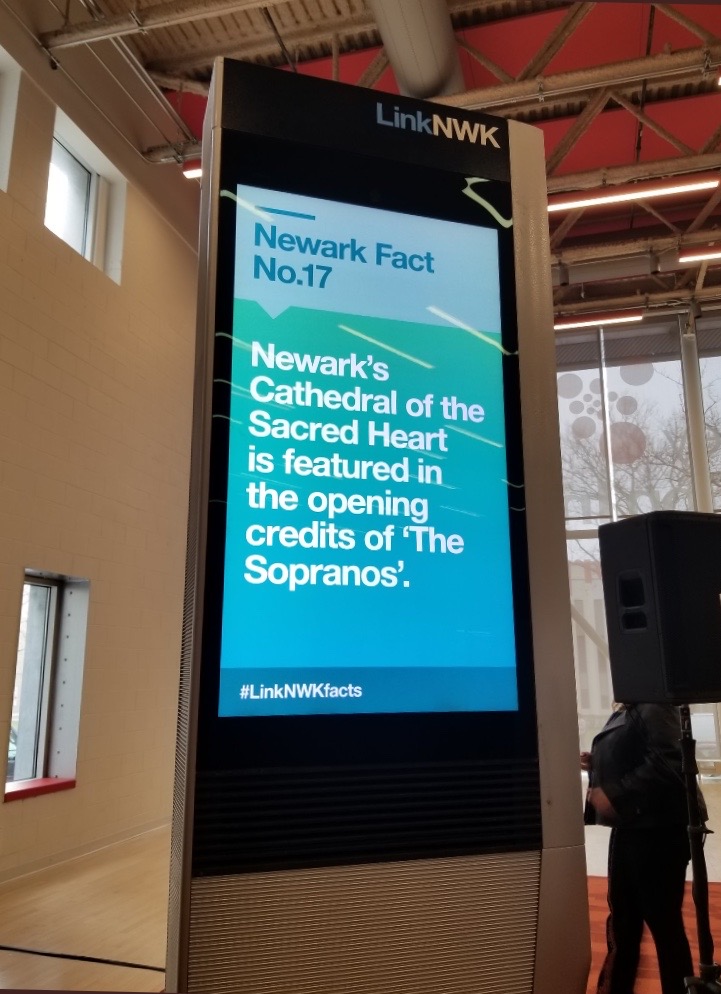 LinkNWK
Newark Fact
No.17
Newark's
Cathedral of the
Sacred Heart
is featured in
the opening
credits of ‘The
Sopranos’.
#LinkNWKfacts